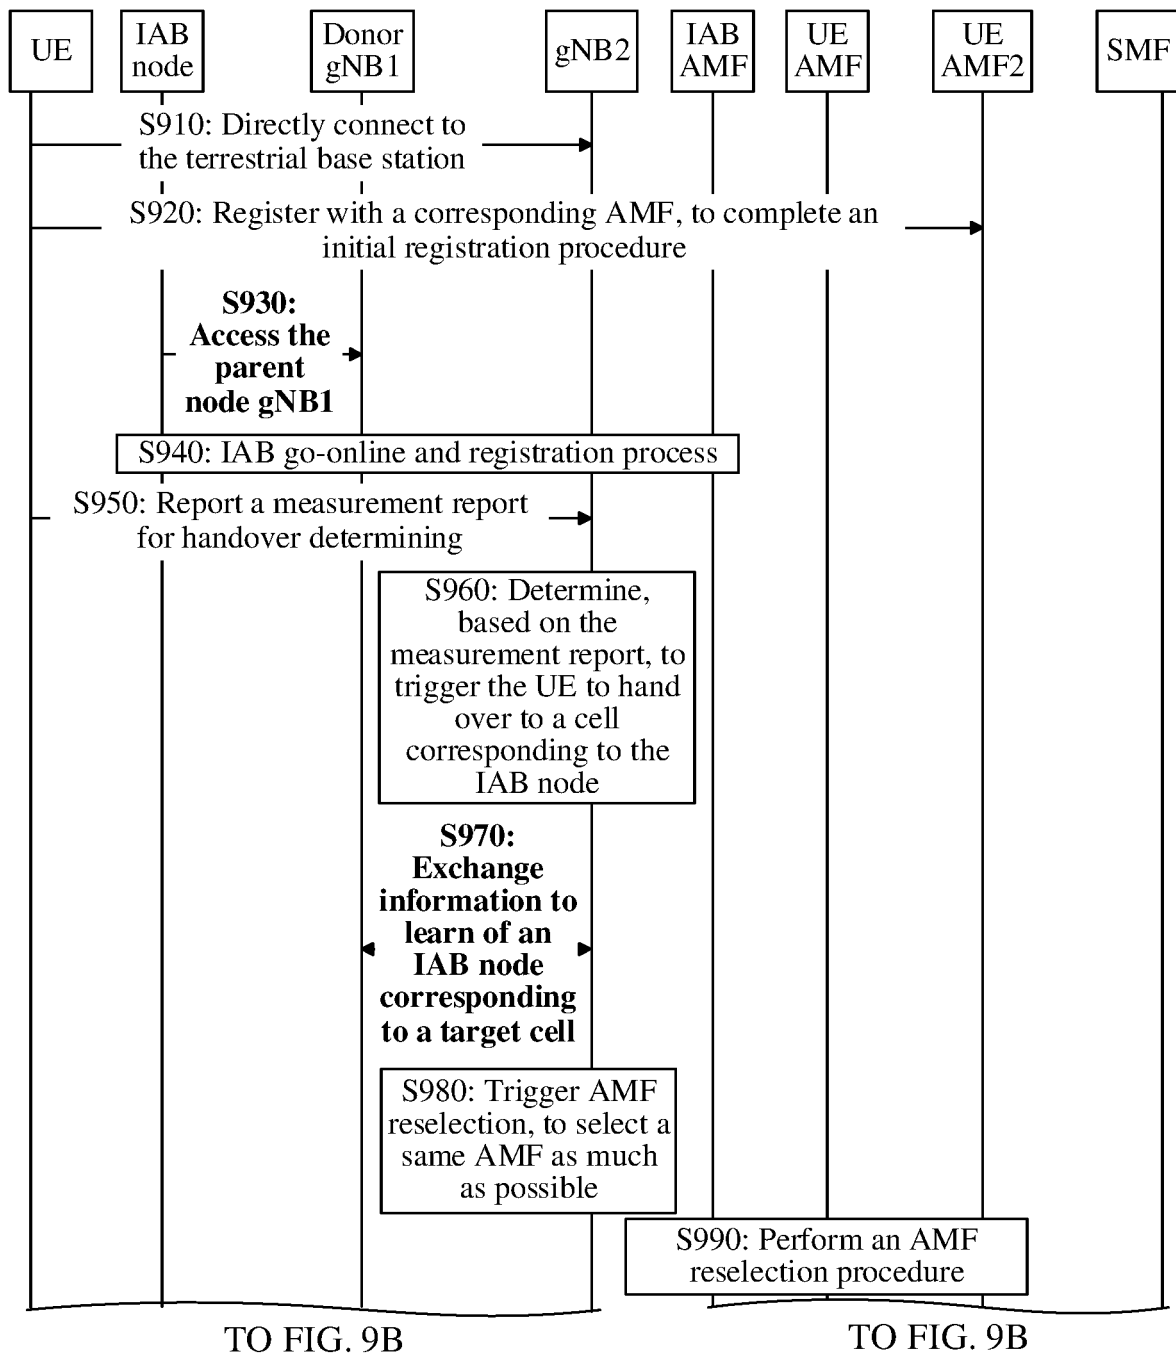 UE
IAB
node
Donor
gNB1
gNB2
IAB
AMF
UE
AMF
UE
AMF2
SMF
S910: Directly connect to
the terrestrial base station
S920: Register with a corresponding AMF, to complete an
initial registration procedure
S930:
Access the
parent
node gNB1
S940: IAB go-online and registration process
S950: Report a measurement report
for handover determining
S960: Determine,
based on the
measurement report, to
trigger the UE to hand
over to a cell
corresponding to the
IAB node
S970:
Exchange
information to
learn of an
IAB node
corresponding
to a target cell
S980: Trigger AMF
reselection, to select a
same AMF as much
as possible
S990: Perform an AMF
reselection procedure
TO FIG. 9B
TO FIG. 9B